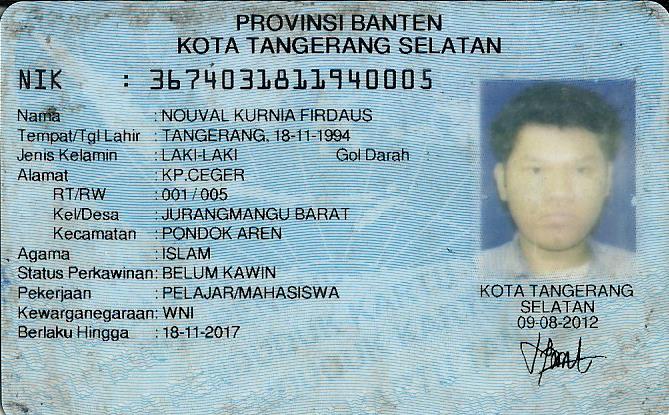 PROVINSI BANTEN
KOTA TANGERANG SELATAN
NIK : 3674031811940005
Nama : NOUVAL KURNIA FIRDAUS
Tempat/Tgl Lahir : TANGERANG, 18-11-1994
Jenis Kelamin : LAKI-LAKI Gol Darah
Alamat : KP.CEGER
RT/RW : 001 / 005
Kel/Desa : JURANGMANGU BARAT
Kecamatan : PONDOK AREN
Agama : ISLAM
Status Perkawinan: BELUM KAWIN
Pekerjaan : PELAJAR/MAHASISWA
Kewarganegaraan: WNI
Berlaku Hingga : 18-11-2017
KOTA TANGERANG
SELATAN
09-08-2012